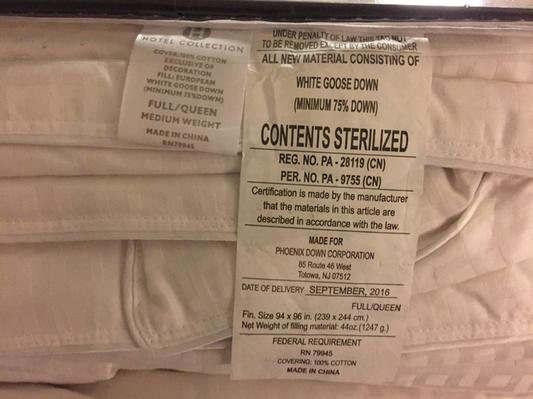 H
HOTEL COLLECTION
COVER: 100% COTTON
EXCLUSIVE OF
DECORATION
FILL: EUROPEAN
WHITE GOOSE DOWN
(MINIMUM 75% DOWN)
FULL/QUEEN
MEDIUM WEIGHT
MADE IN CHINA
RN79945
UNDER PENALTY OF LAW THIS TAG NOT
TO BE REMOVED EXCEPT BY THE CONSUMER
ALL NEW MATERIAL CONSISTING OF
WHITE GOOSE DOWN
(MINIMUM 75% DOWN)
CONTENTS STERILIZED
REG. NO. PA - 28119 (CN)
PER. NO. PA - 9755 (CN)
Certification is made by the manufacturer
that the materials in this article are
described in accordance with the law.
MADE FOR
PHOENIX DOWN CORPORATION
85 Route 46 West
Totowa, NJ 07512
DATE OF DELIVERY SEPTEMBER, 2016
FULL/QUEEN
Fin. Size 94 x 96 in. (239 x 244 cm.)
Net Weight of filling material: 44oz.(1247 g.)
FEDERAL REQUIREMENT
RN 79945
COVERING: 100% COTTON
MADE IN CHINA